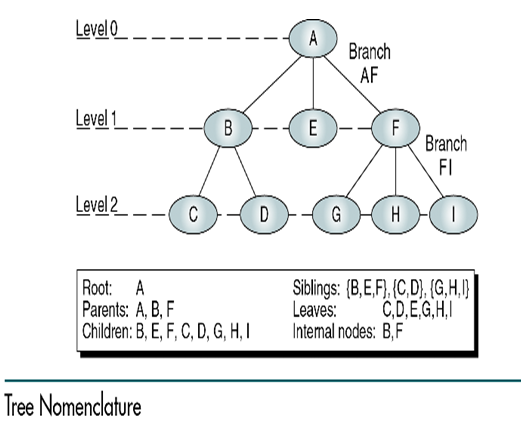 Level 0
A
Branch
AF
Level 1
B
E
F
Branch
FI
Level 2
C
D
G
H
I
Root: A
Parents: A, B, F
Children: B, E, F, C, D, G, H, I
Siblings: {B,E,F}, {C,D}, {G,H,I}
Leaves: C,D,E,G,H,I
Internal nodes: B,F
Tree Nomenclature